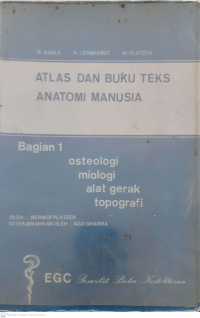 W. KAHLE H. LEONHARDT W. PLATZER
ATLAS DAN BUKU TEKS
ANATOMI MANUSIA
Bagian 1
osteologi
miologi
alat gerak
topografi
OLEH : WERNER PLATZER
DITERJEMAHKAN OLEH : ADJI DHARMA
EGC Penerbit Buku Kedokteran